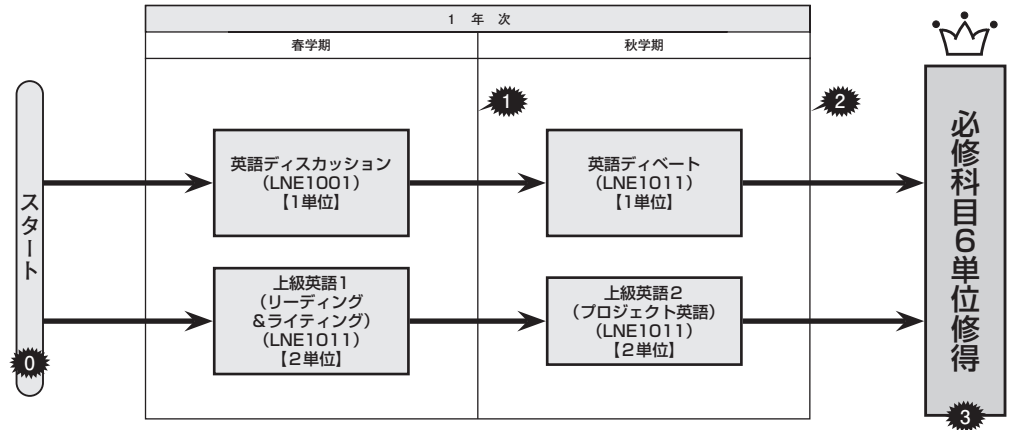 1 年 次
春学期
秋学期
スタート
0
1
2
英語ディスカッション
(LNE1001)
【1単位】
英語ディベート
(LNE1011)
【1単位】
上級英語1
(リーディング
&ライティング)
(LNE1011)
【2単位】
上級英語2
(プロジェクト英語)
(LNE1011)
【2単位】
必修科目6単位修得
3